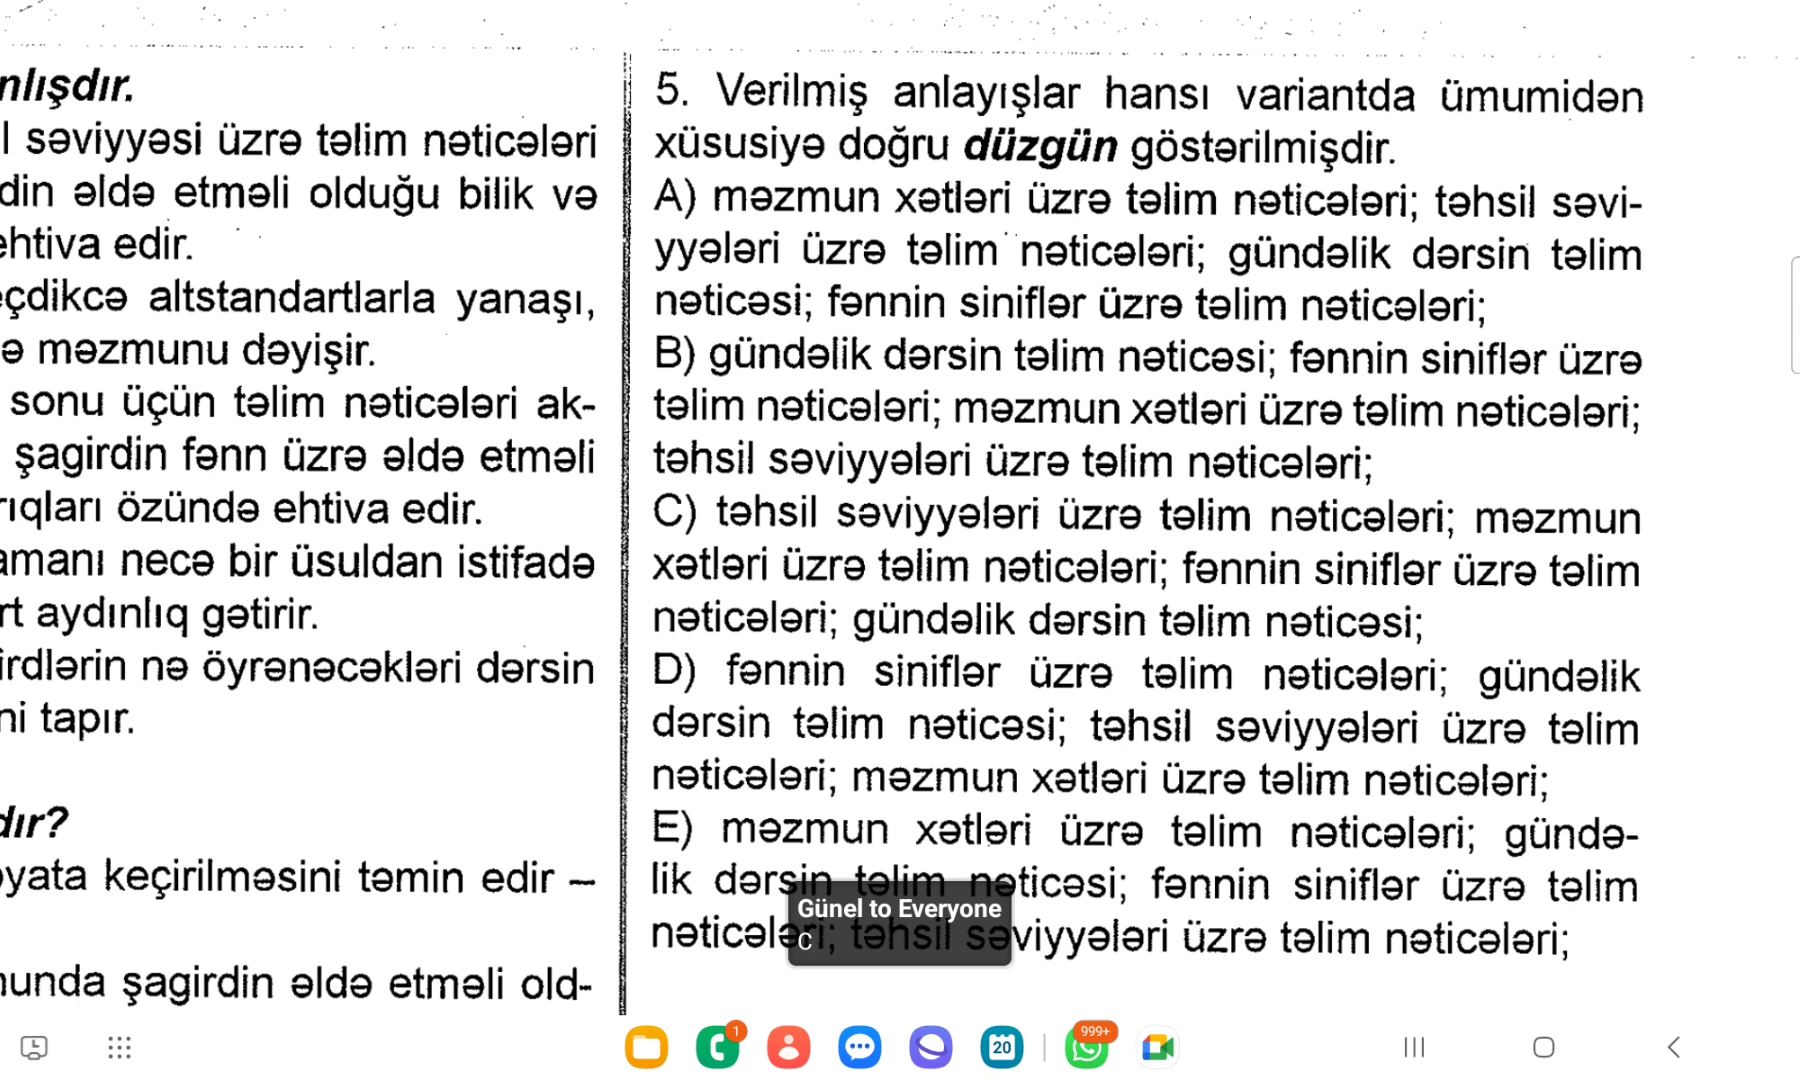 nlışdır.
l səviyyəsi üzrə təlim nəticələri
din əldə etməli olduğu bilik və
ehtiva edir.
eçdikcə altstandartlarla yanaşı,
ə məzmunu dəyişir.
sonu üçün təlim nəticələri ak-
şagirdin fənn üzrə əldə etməli
rıqları özündə ehtiva edir.
amanı necə bir üsuldan istifadə
rt aydınlıq gətirir.
irdlərin nə öyrənəcəkləri dərsin
ni tapır.
dır?
əyata keçirilməsini təmin edir –
nunda şagirdin əldə etməli old-
5. Verilmiş anlayışlar hansı variantda ümumidən
xüsusiyə doğru düzgün göstərilmişdir.
A) məzmun xətləri üzrə təlim nəticələri; təhsil səvi-
yyələri üzrə təlim nəticələri; gündəlik dərsin təlim
nəticəsi; fənnin siniflər üzrə təlim nəticələri;
B) gündəlik dərsin təlim nəticəsi; fənnin siniflər üzrə
təlim nəticələri; məzmun xətləri üzrə təlim nəticələri;
təhsil səviyyələri üzrə təlim nəticələri;
C) təhsil səviyyələri üzrə təlim nəticələri; məzmun
xətləri üzrə təlim nəticələri; fənnin siniflər üzrə təlim
nəticələri; gündəlik dərsin təlim nəticəsi;
D) fənnin siniflər üzrə təlim nəticələri; gündəlik
dərsin təlim nəticəsi; təhsil səviyyələri üzrə təlim
nəticələri; məzmun xətləri üzrə təlim nəticələri;
E) məzmun xətləri üzrə təlim nəticələri; gündə-
lik dərsin təlim nəticəsi; fənnin siniflər üzrə təlim
nəticələri; təhsil səviyyələri üzrə təlim nəticələri;
Günel to Everyone
C
1
20
999+